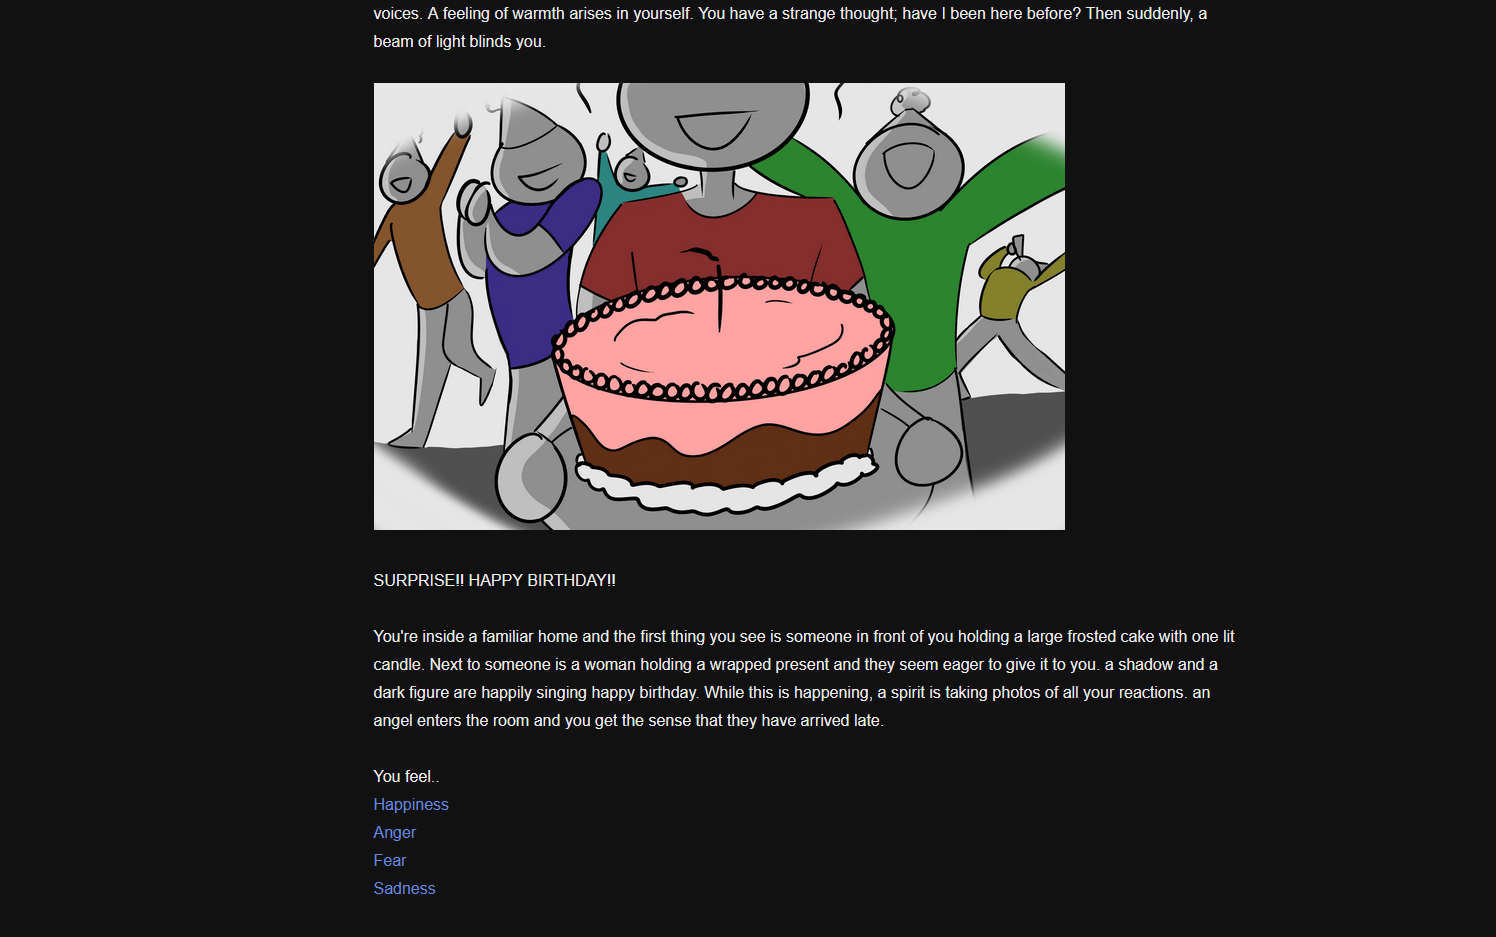 voices. A feeling of warmth arises in yourself. You have a strange thought; have I been here before? Then suddenly, a
beam of light blinds you.
SURPRISE!! HAPPY BIRTHDAY!!
You're inside a familiar home and the first thing you see is someone in front of you holding a large frosted cake with one lit
candle. Next to someone is a woman holding a wrapped present and they seem eager to give it to you. a shadow and a
dark figure are happily singing happy birthday. While this is happening, a spirit is taking photos of all your reactions. an
angel enters the room and you get the sense that they have arrived late.
You feel..
Happiness
Anger
Fear
Sadness